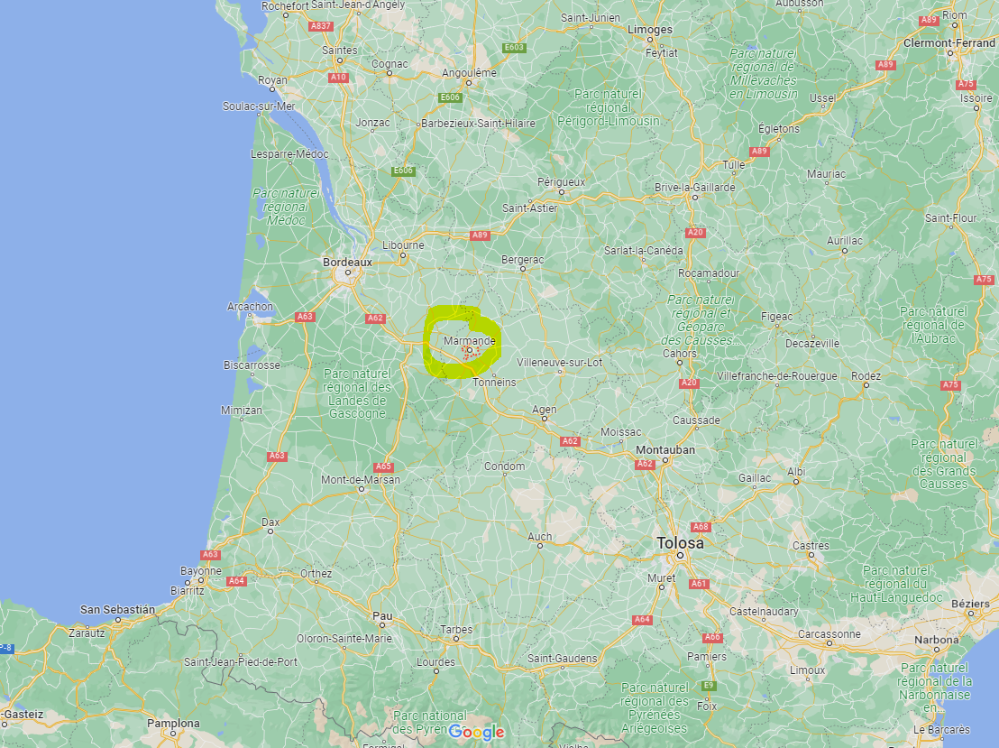 Rochefort
Saint-Jean-d'Angély
Aubusson
Saint-Junien
Limoges
A89
Riom
A837
Feytiat
Clermont-Ferrand
Saintes
E603
Parc naturel
régional de
Millevaches
en Limousin
A89
Cognac
Angoulême
A10
Royan
A75
Ussel
Issoire
E606
Parc naturel
régional
Périgord-Limousin
Soulac-sur-Mer
Jonzac
Barbezieux-Saint-Hilaire
Égletons
A89
Lesparre-Médoc
Tulle
E606
Mauriac
Périgueux
Brive-la-Gaillarde
Parc naturel
régional
Médoc
Saint-Astier
Saint-Flour
A89
A20
Libourne
Aurillac
Sarlat-la-Canéda
Bordeaux
Bergerac
Rocamadour
A75
Arcachon
A63
A62
Parc naturel
régional et
Géoparc
des Causses...
Figeac
Parc naturel
régional de
l'Aubrac
Marmande
Decazeville
Cahors
Biscarrosse
Villeneuve-sur-Lot
Parc naturel
régional des
Landes de
Gascogne
Tonneins
A20
Villefranche-de-Rouergue
Rodez
A75
Mimizan
Agen
Caussade
Moissac
A62
Montauban
Parc naturel
régional
des Grands
Causses
A63
A65
Condom
A62
Mont-de-Marsan
Gaillac
Albi
Dax
A68
Auch
Tolosa
Castres
A63
Bayonne
A64
Orthez
Muret
A61
Parc naturel
régional du
Haut-Languedoc
Biarritz
San Sebastián
Pau
A64
Castelnaudary
Béziers
Zarautz
Tarbes
A66
Carcassonne
Narbona
Oloron-Sainte-Marie
P-8
Saint-Jean-Pied-de-Port
Lourdes
Saint-Gaudens
Pamiers
Limoux
Parc naturel
régional de la
Narbonnaise
en...
E9
Parc naturel
régional des
Pyrénées
Ariégeoises
Foix
-Gasteiz
Pamplona
Parc national
des Pyrén
Google
Le Barcarès